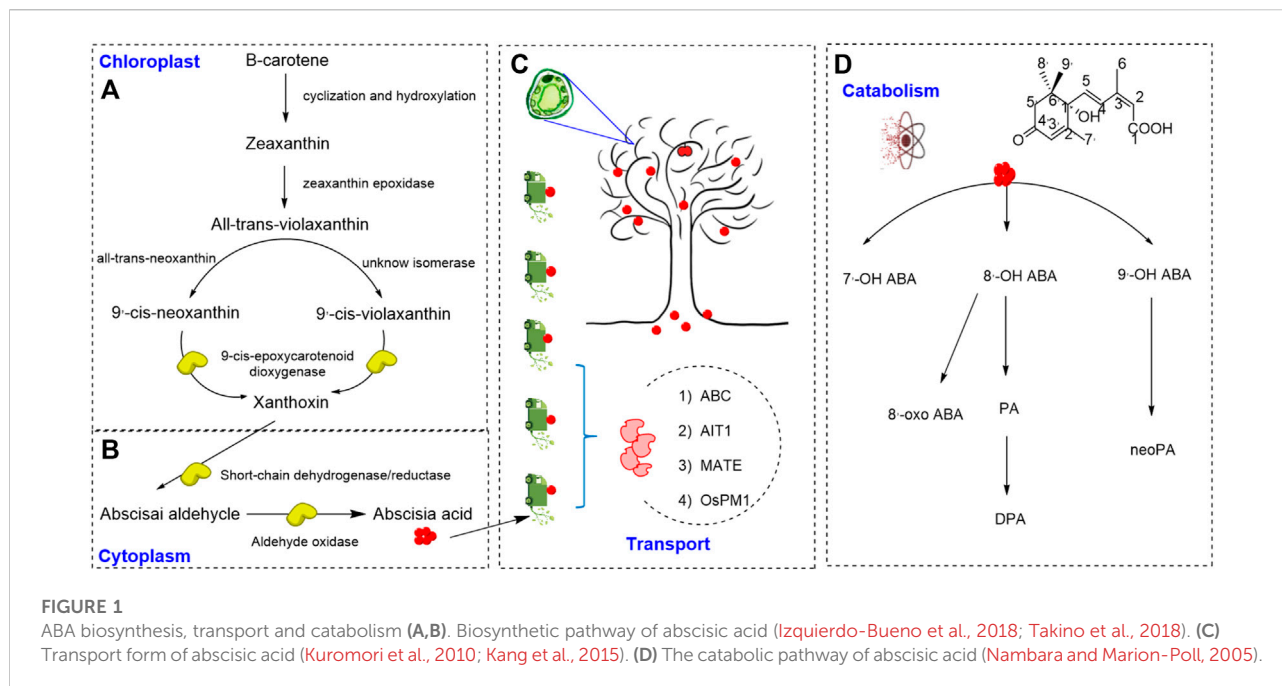 Chloroplast
A
B-carotene
cyclization and hydroxylation
Zeaxanthin
zeaxanthin epoxidase
All-trans-violaxanthin
all-trans-neoxanthin
unknow isomerase
9'-cis-neoxanthin
9'-cis-violaxanthin
9-cis-epoxycarotenoid
dioxygenase
Xanthoxin
B
Short-chain dehydrogenase/reductase
Abscisai aldehycle
Abscisia acid
Aldehyde oxidase
Cytoplasm
C
1) ABC
2) AIT1
3) MATE
4) OsPM1
Transport
D
Catabolism
8'
9'
6
5
5'
6'
1'
OH
4
3
2
4'
3'
2'
O
7'
COOH
1
7'-OH ABA
8'-OH ABA
9'-OH ABA
8'-oxo ABA
PA
neoPA
DPA
FIGURE 1
ABA biosynthesis, transport and catabolism (A,B). Biosynthetic pathway of abscisic acid (Izquierdo-Bueno et al., 2018; Takino et al., 2018). (C)
Transport form of abscisic acid (Kuromori et al., 2010; Kang et al., 2015). (D) The catabolic pathway of abscisic acid (Nambara and Marion-Poll, 2005).